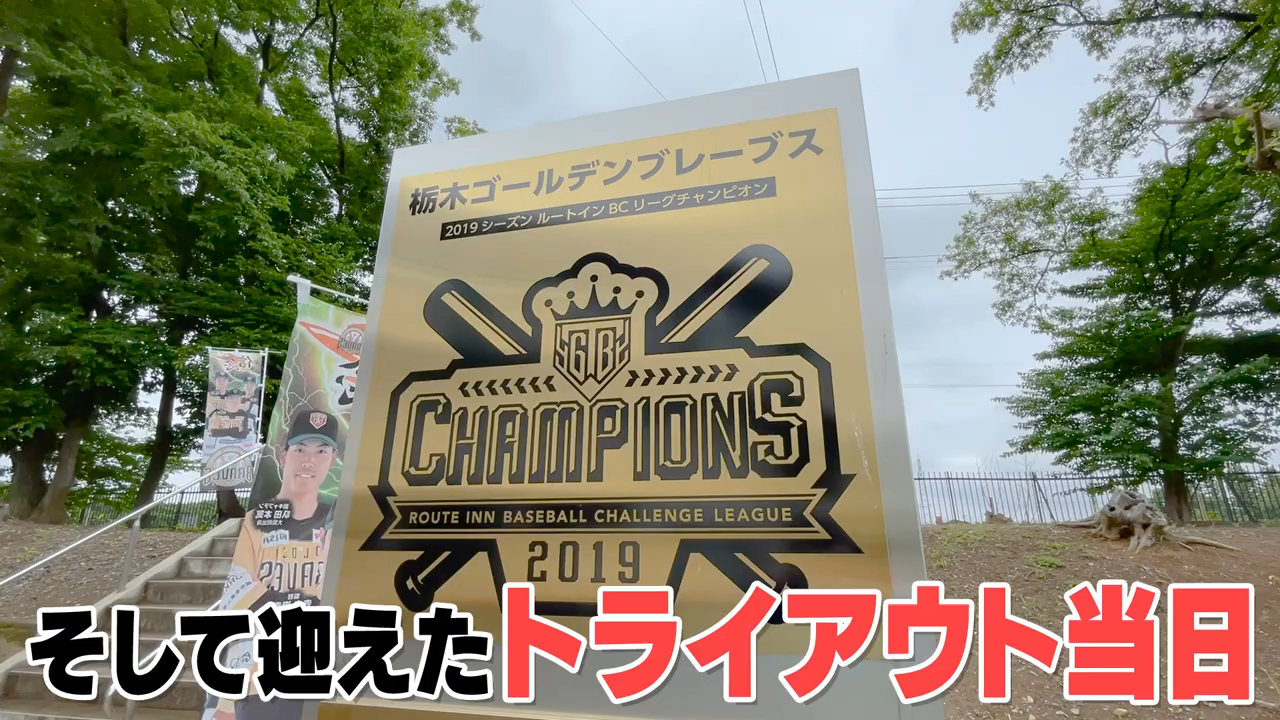 栃木ゴールデンブレーブス
2019 シーズン ルートイン BC リーグチャンピオン
GTB
CHAMPIONS
ROUTE INN BASEBALL CHALLENGE LEAGUE
2019
そして迎えたトライアウト当日